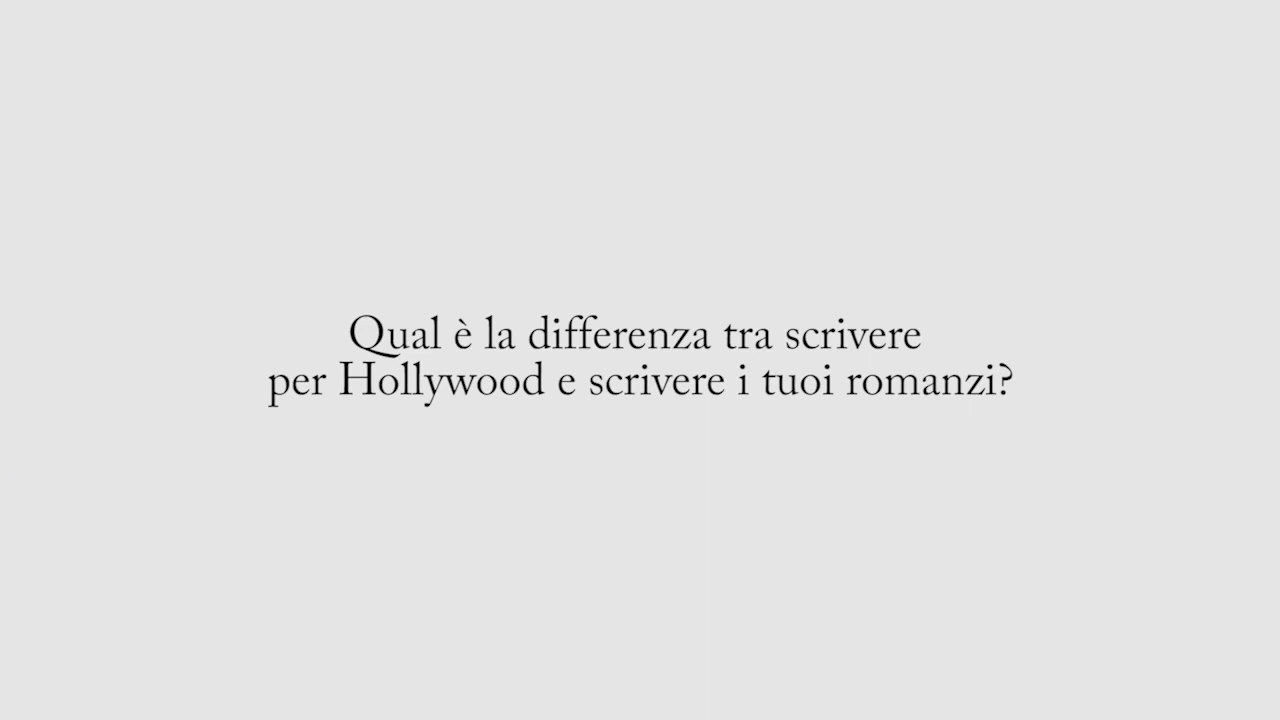 Qual è la differenza tra scrivere
per Hollywood e scrivere i tuoi romanzi?